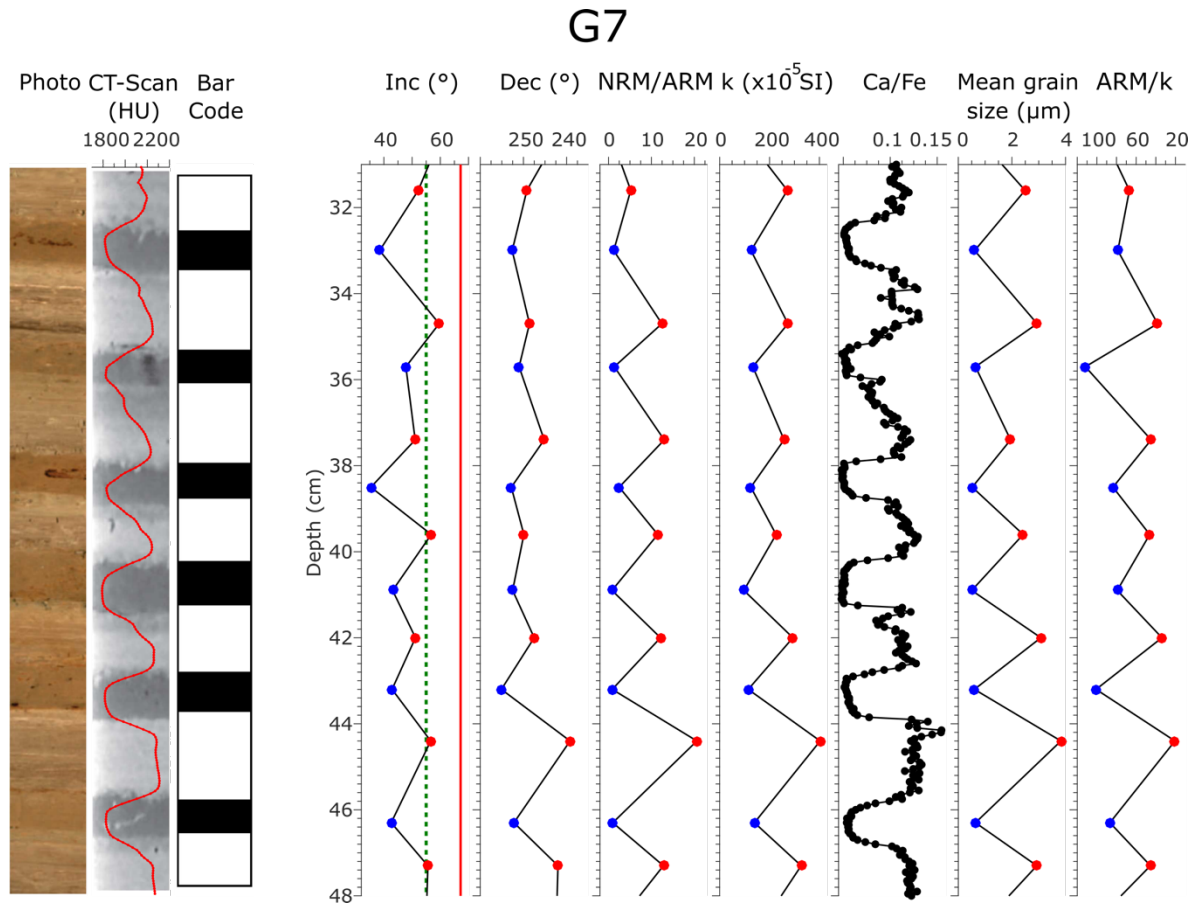 G7
Photo CT-Scan (HU) Bar Code Inc (°) Dec (°) NRM/ARM k (x10⁻⁵SI) Ca/Fe Mean grain size (µm) ARM/k
1800 2200 40 60 250 240 0 10 20 0 200 400 0.1 0.15 0 2 4 100 60 20
Depth (cm)
32
34
36
38
40
42
44
46
48